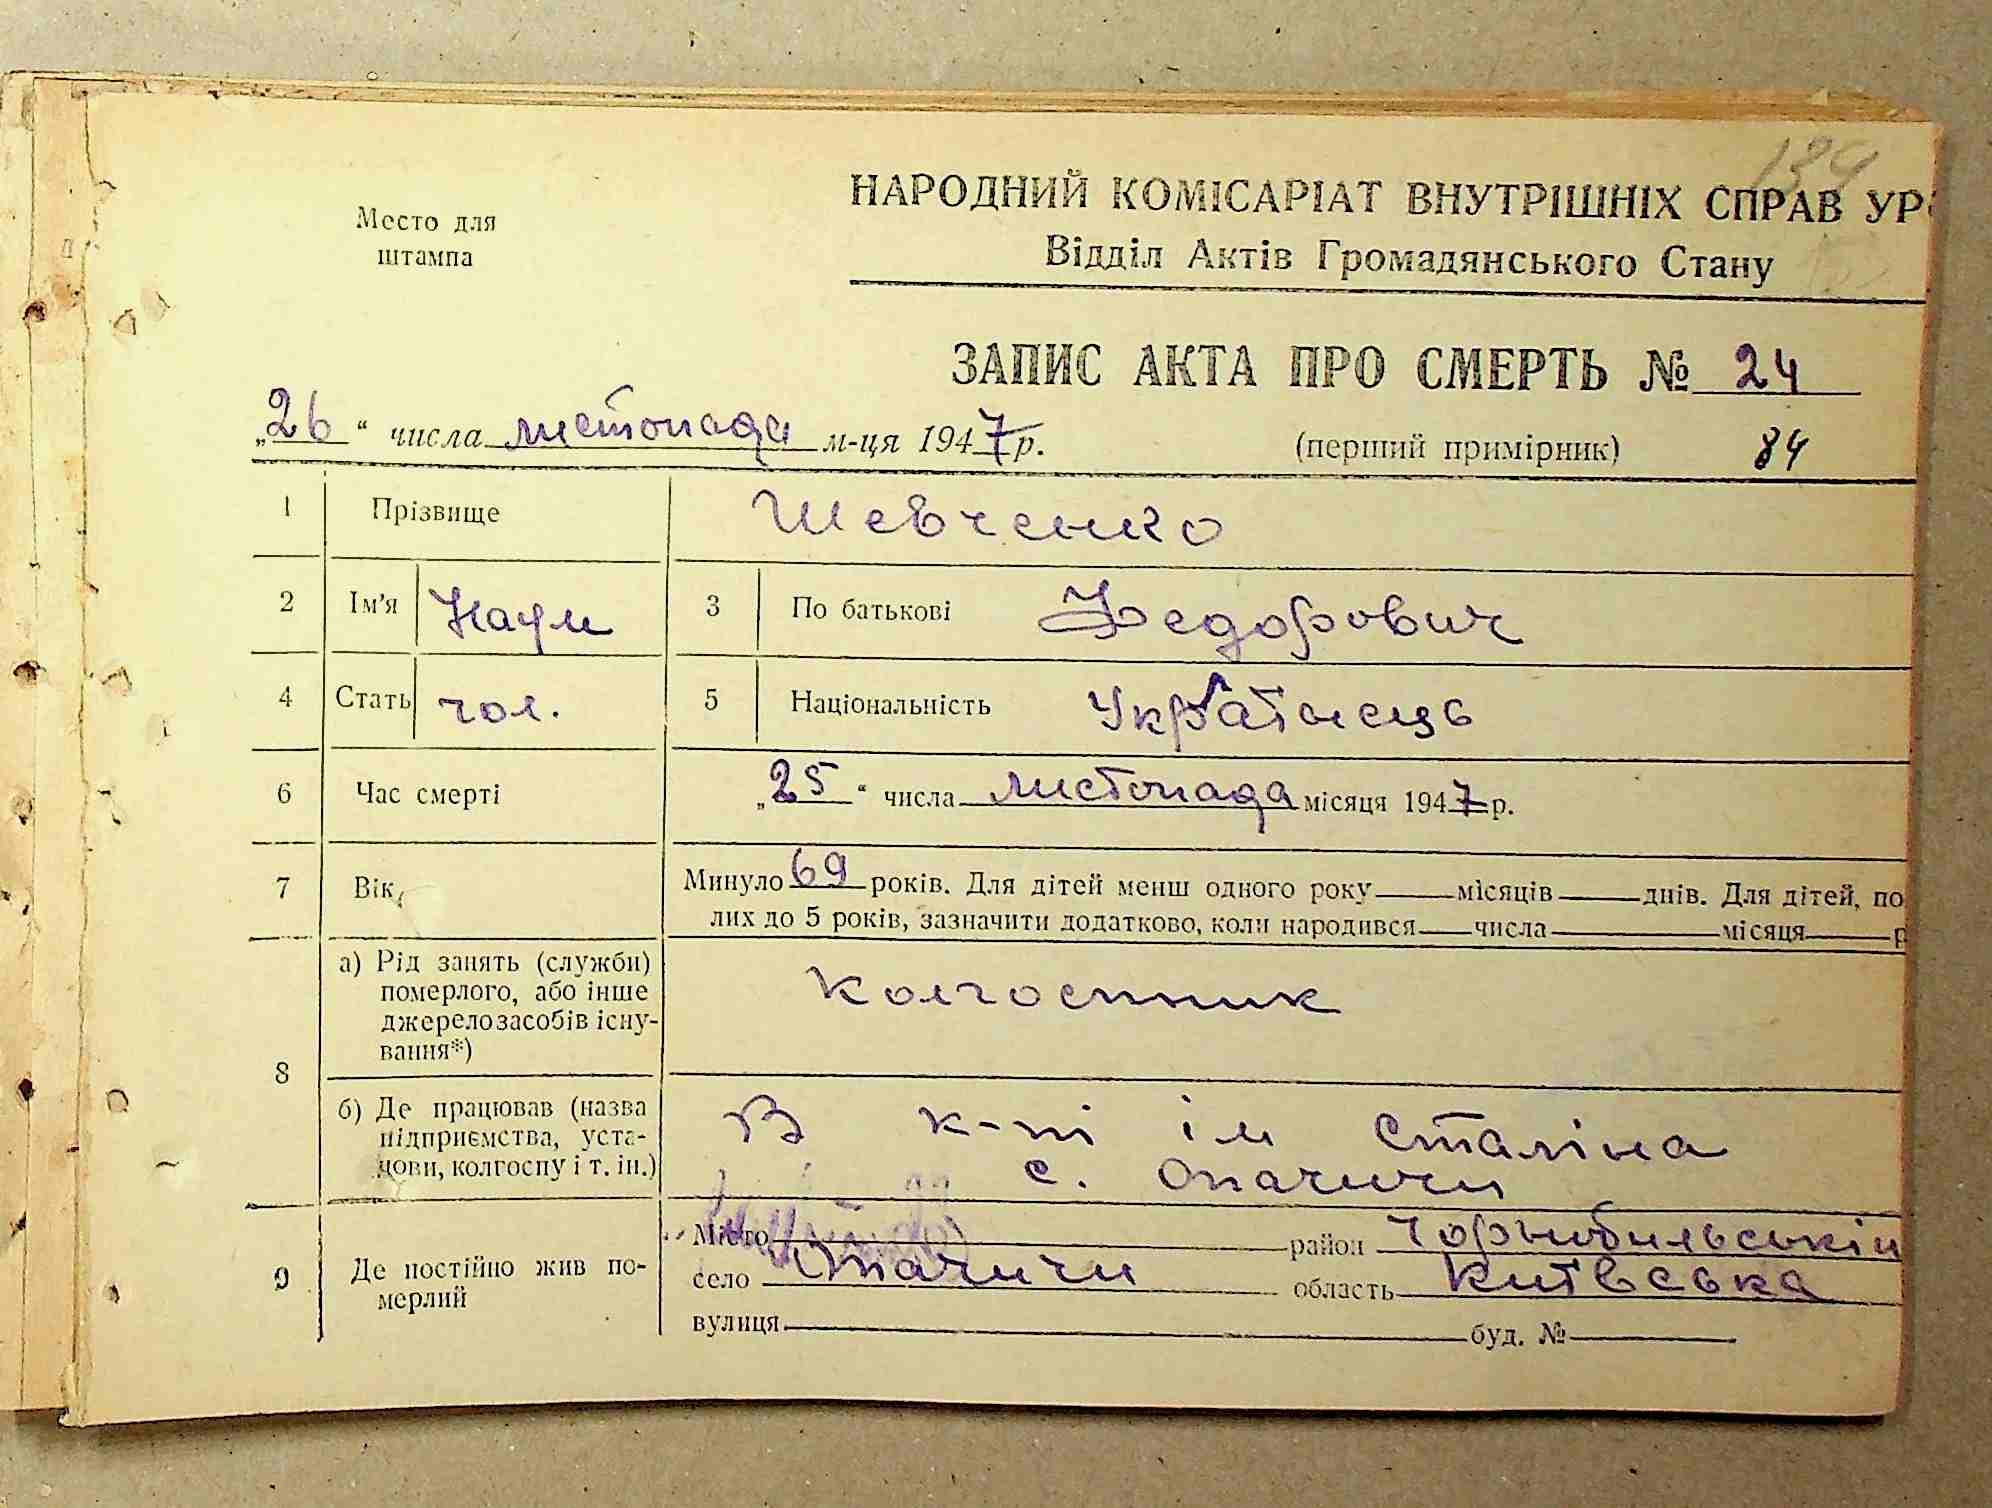 134
Место для
штампа
НАРОДНИЙ КОМІСАРІАТ ВНУТРІШНІХ СПРАВ УР
Відділ Актів Громадянського Стану
ЗАПИС АКТА ПРО СМЕРТЬ № 24
„26“ числа листопада м-ця 1947 р. (перший примірник) 84
1 Прізвище Шевченко
2 Ім'я Наум 3 По батькові Федорович
4 Стать чол. 5 Національність Українець
6 Час смерті „25“ числа листопада місяця 1947 р.
7 Вік Минуло 69 років. Для дітей менш одного року місяців днів. Для дітей, по
лих до 5 років, зазначити додатково, коли народився числа місяця р
8 а) Рід занять (служби)
померлого, або інше
джерело засобів існу-
вання*)
колгоспник
б) Де працював (назва
підприємства, уста-
нови, колгоспу і т. ін.)
В к-пі ім Сталіна
с. Опачичи
9 Де постійно жив по-
мерлий
Місто район Чорнобильській
село Опачичи область Київська
вулиця буд. №